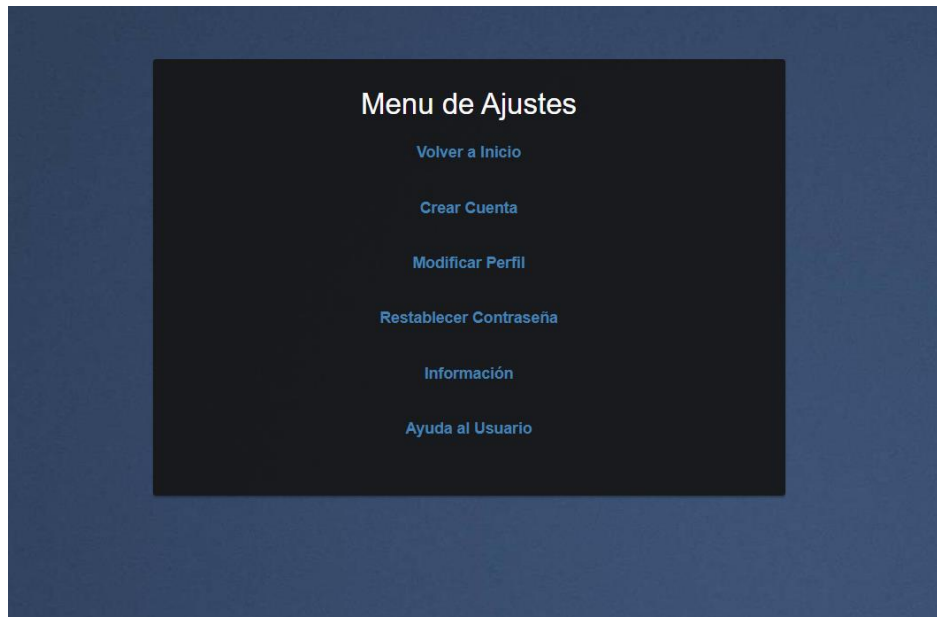 Menu de Ajustes
Volver a Inicio
Crear Cuenta
Modificar Perfil
Restablecer Contraseña
Información
Ayuda al Usuario